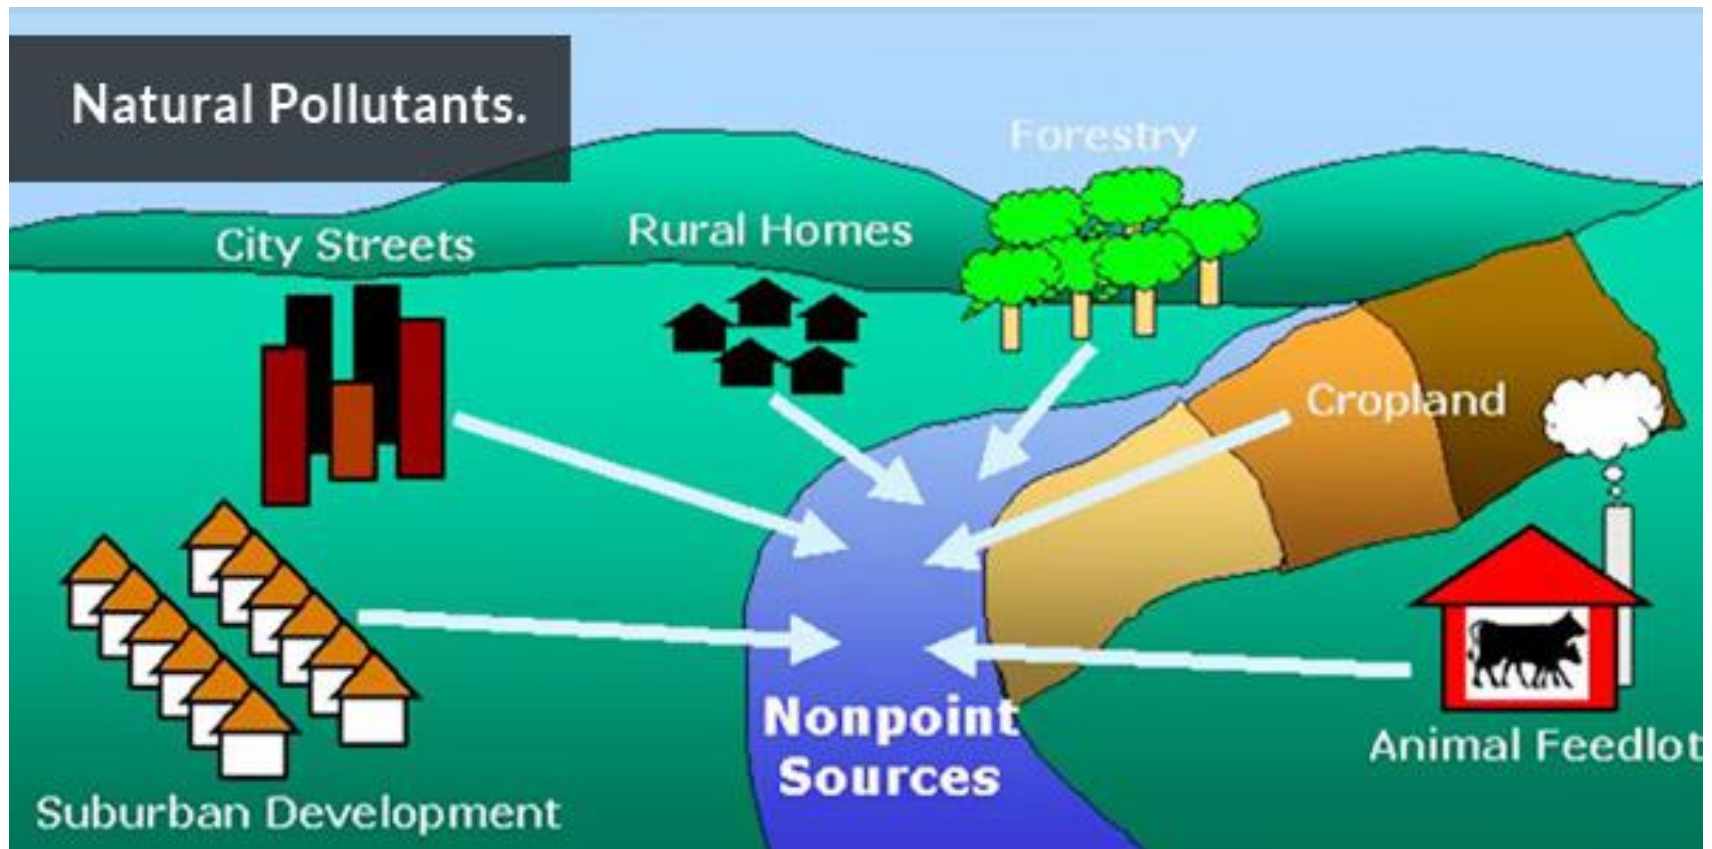 Natural Pollutants.
Forestry
Rural Homes
City Streets
Cropland
Nonpoint
Sources
Animal Feedlot
Suburban Development